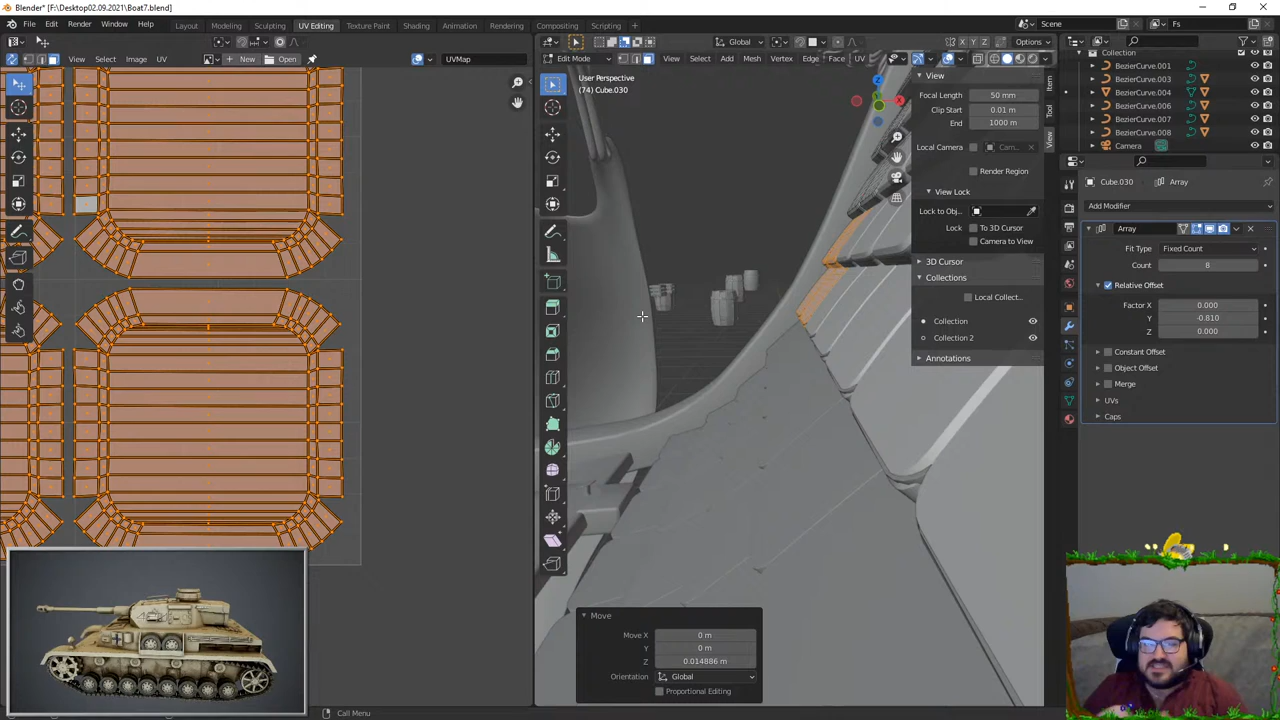 Blender* [F:\Desktop02.09.2021\Boat7.blend]
File Edit Render Window Help
Layout Modeling Sculpting UV Editing Texture Paint Shading Animation Rendering Compositing Scripting
Scene Fs
View Select Image UV New Open UVMap
Global Options
Edit Mode View Select Add Mesh Vertex Edge Face UV
User Perspective
(74) Cube.030
View
Focal Length 50 mm
Clip Start 0.01 m
End 1000 m
Local Camera Cam...
Render Region
View Lock
Lock to Obj...
Lock To 3D Cursor
Camera to View
3D Cursor
Collections
Local Collect...
Collection
Collection 2
Annotations
Item
Tool
View
Collection
BezierCurve.001
BezierCurve.003
BezierCurve.004
BezierCurve.006
BezierCurve.007
BezierCurve.008
Camera
Cube.030 Array
Add Modifier
Array
Fit Type Fixed Count
Count 8
Relative Offset
Factor X 0.000
Y -0.810
Z 0.000
Constant Offset
Object Offset
Merge
UVs
Caps
Move
Move X 0 m
Y 0 m
Z 0.014886 m
Orientation Global
Proportional Editing
Call Menu